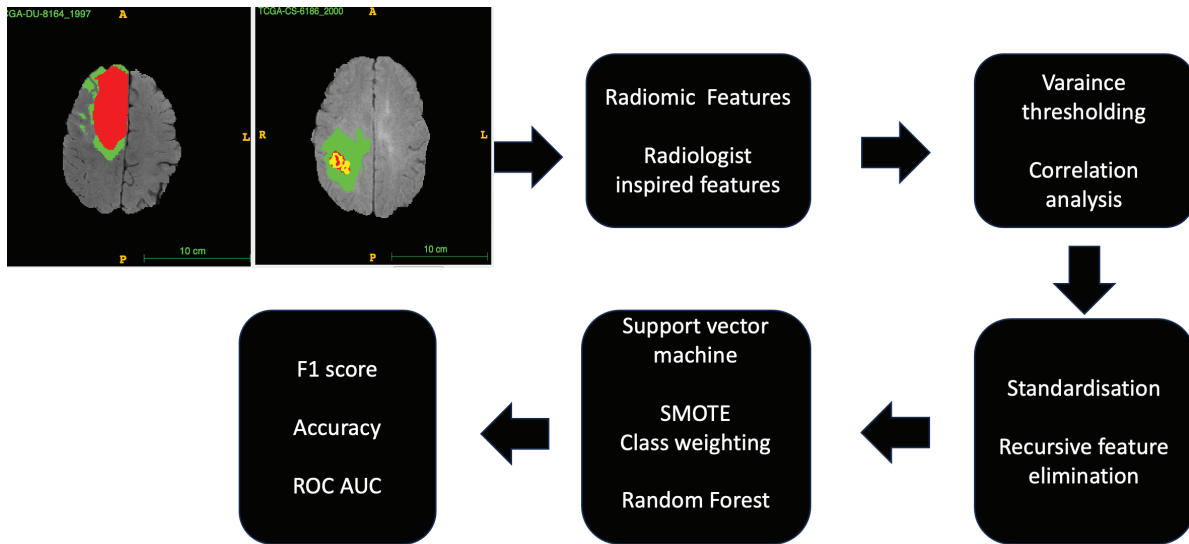 CGA-DU-8164_1997
A
L
10 cm
P
TCGA-CS-6186_2000
A
R
L
10 cm
P
Radiomic Features
Radiologist
inspired features
Varaince
thresholding
Correlation
analysis
Standardisation
Recursive feature
elimination
Support vector
machine
SMOTE
Class weighting
Random Forest
F1 score
Accuracy
ROC AUC